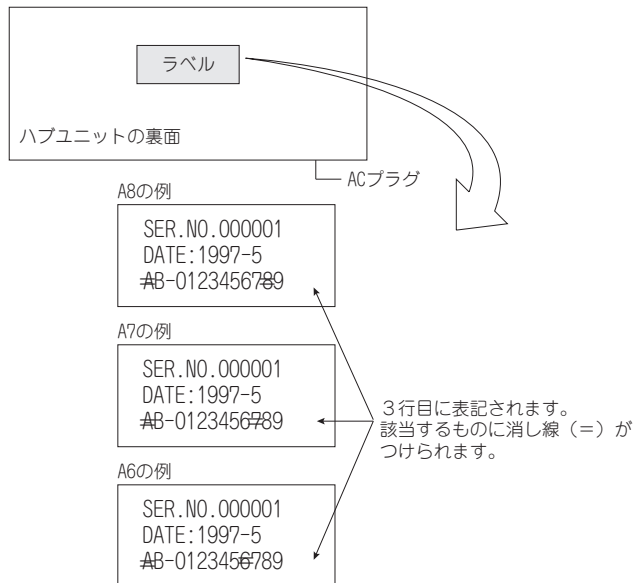 ラベル
ハブユニットの裏面
ACプラグ
A8の例
SER.NO.000001
DATE:1997-5
AB-0123456789
A7の例
SER.NO.000001
DATE:1997-5
AB-0123456789
3行目に表記されます。
該当するものに消し線（＝）が
つけられます。
A6の例
SER.NO.000001
DATE:1997-5
AB-0123456789